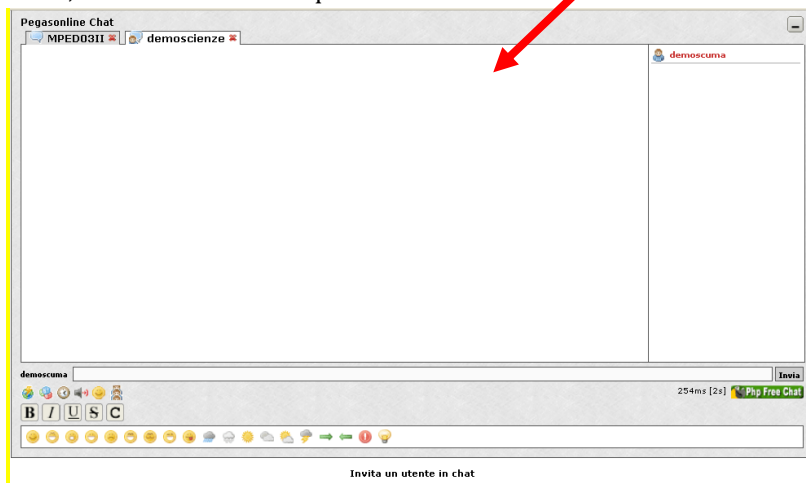 Pegasonline Chat
MPED03II demoscienze
demoscuma
demoscuma Invia
254ms [2s] Php Free Chat
B I U S C
Invita un utente in chat